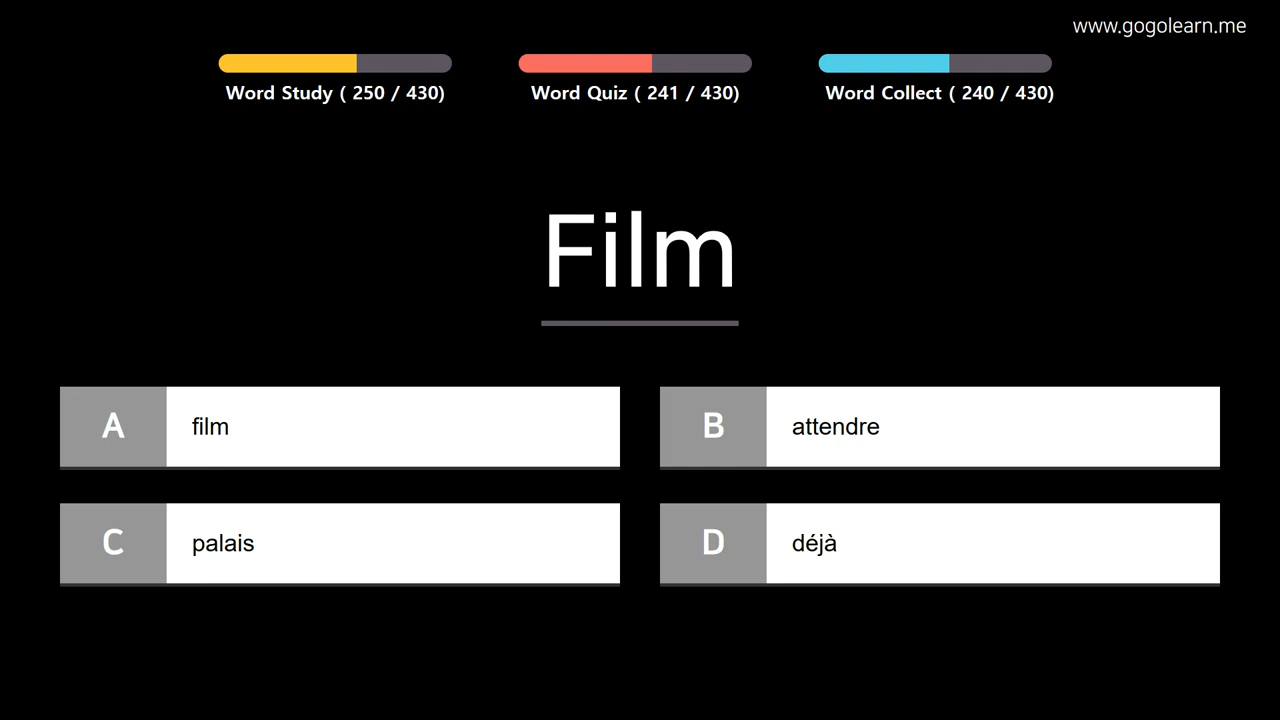 www.gogolearn.me
Word Study ( 250 / 430)
Word Quiz ( 241 / 430)
Word Collect ( 240 / 430)
Film
A film
B attendre
C palais
D déjà